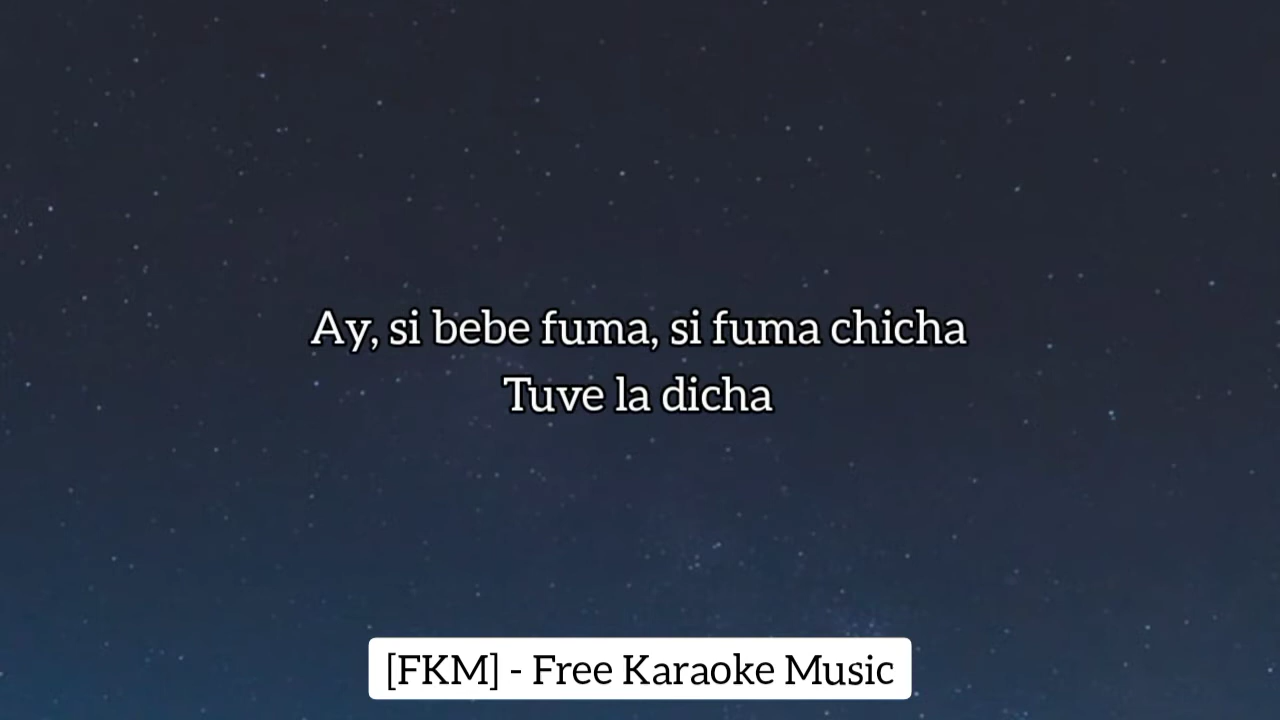 Ay, si bebe fuma, si fuma chicha
Tuve la dicha
[FKM] - Free Karaoke Music